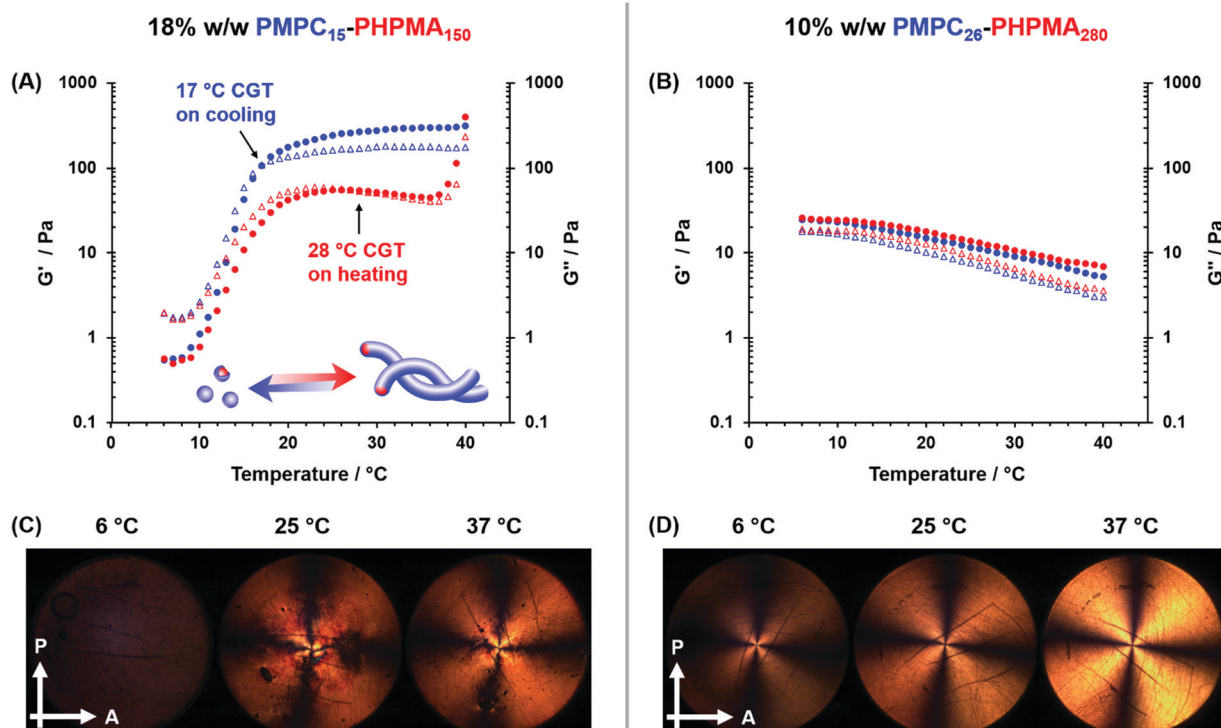 18% w/w PMPC₁₅-PHPMA₁₅₀
10% w/w PMPC₂₆-PHPMA₂₈₀
(A)
1000
100
10
1
0.1
G' / Pa
17 °C CGT
on cooling
28 °C CGT
on heating
1000
100
10
1
0.1
G'' / Pa
0 10 20 30 40
Temperature / °C
(B)
1000
100
10
1
0.1
G' / Pa
1000
100
10
1
0.1
G'' / Pa
0 10 20 30 40
Temperature / °C
(C)
6 °C 25 °C 37 °C
P
A
(D)
6 °C 25 °C 37 °C
P
A